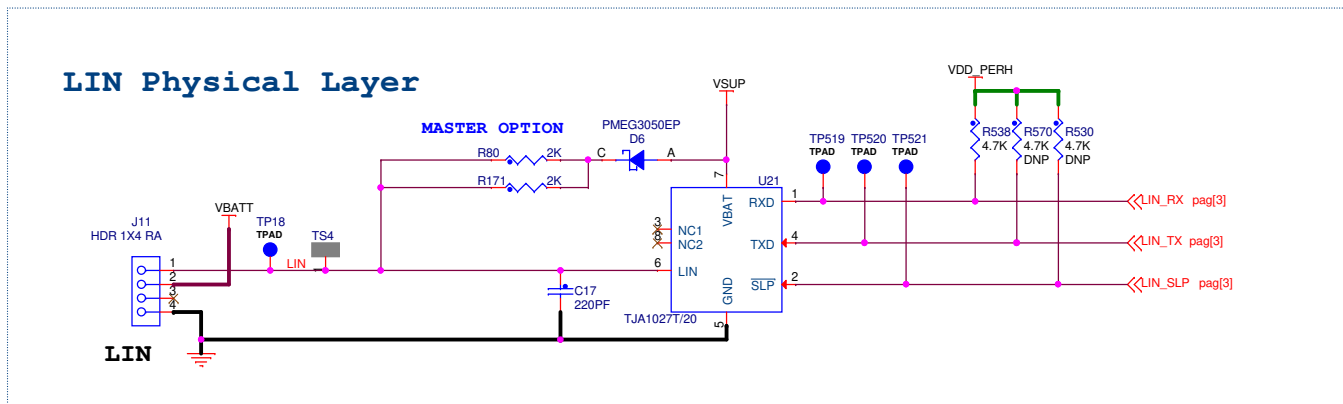 LIN Physical Layer
MASTER OPTION
VSUP
VDD_PERH
PMEG3050EP
D6
R80 2K
C A
R171 2K
TP519 TP520 TP521
TPAD TPAD TPAD
R538 R570 R530
4.7K 4.7K 4.7K
DNP DNP
U21
7
VBAT
RXD 1
LIN_RX pag[3]
VBATT
J11
HDR 1X4 RA
TP18
TPAD
TS4
3 NC1
8 NC2
TXD 4
LIN_TX pag[3]
1
LIN
1
6 LIN
2
SLP 2
LIN_SLP pag[3]
3
4
C17
220PF
GND
5
TJA1027T/20
LIN